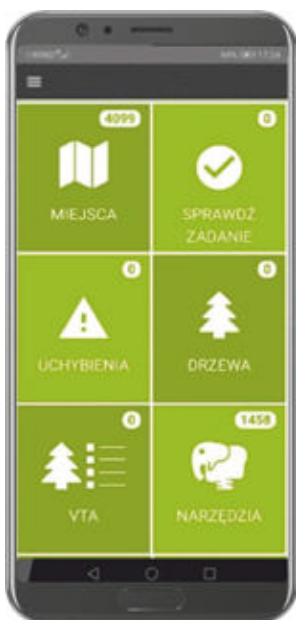 4099
MIEJSCA
0
SPRAWDŹ
ZADANIE
0
UCHYBIENIA
0
DRZEWA
0
VTA
1458
NARZĘDZIA